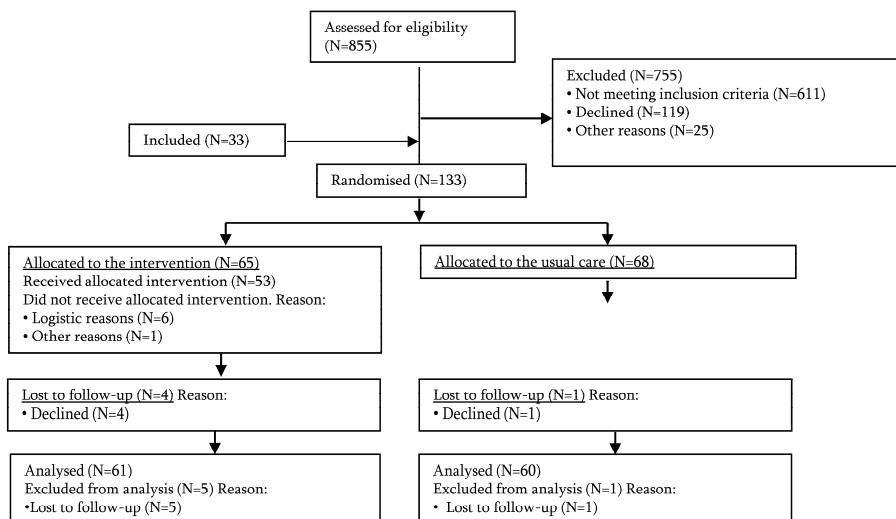 Assessed for eligibility
(N=855)
Excluded (N=755)
• Not meeting inclusion criteria (N=611)
• Declined (N=119)
• Other reasons (N=25)
Included (N=33)
Randomised (N=133)
Allocated to the intervention (N=65)
Received allocated intervention (N=53)
Did not receive allocated intervention. Reason:
• Logistic reasons (N=6)
• Other reasons (N=1)
Allocated to the usual care (N=68)
Lost to follow-up (N=4) Reason:
• Declined (N=4)
Lost to follow-up (N=1) Reason:
• Declined (N=1)
Analysed (N=61)
Excluded from analysis (N=5) Reason:
•Lost to follow-up (N=5)
Analysed (N=60)
Excluded from analysis (N=1) Reason:
• Lost to follow-up (N=1)